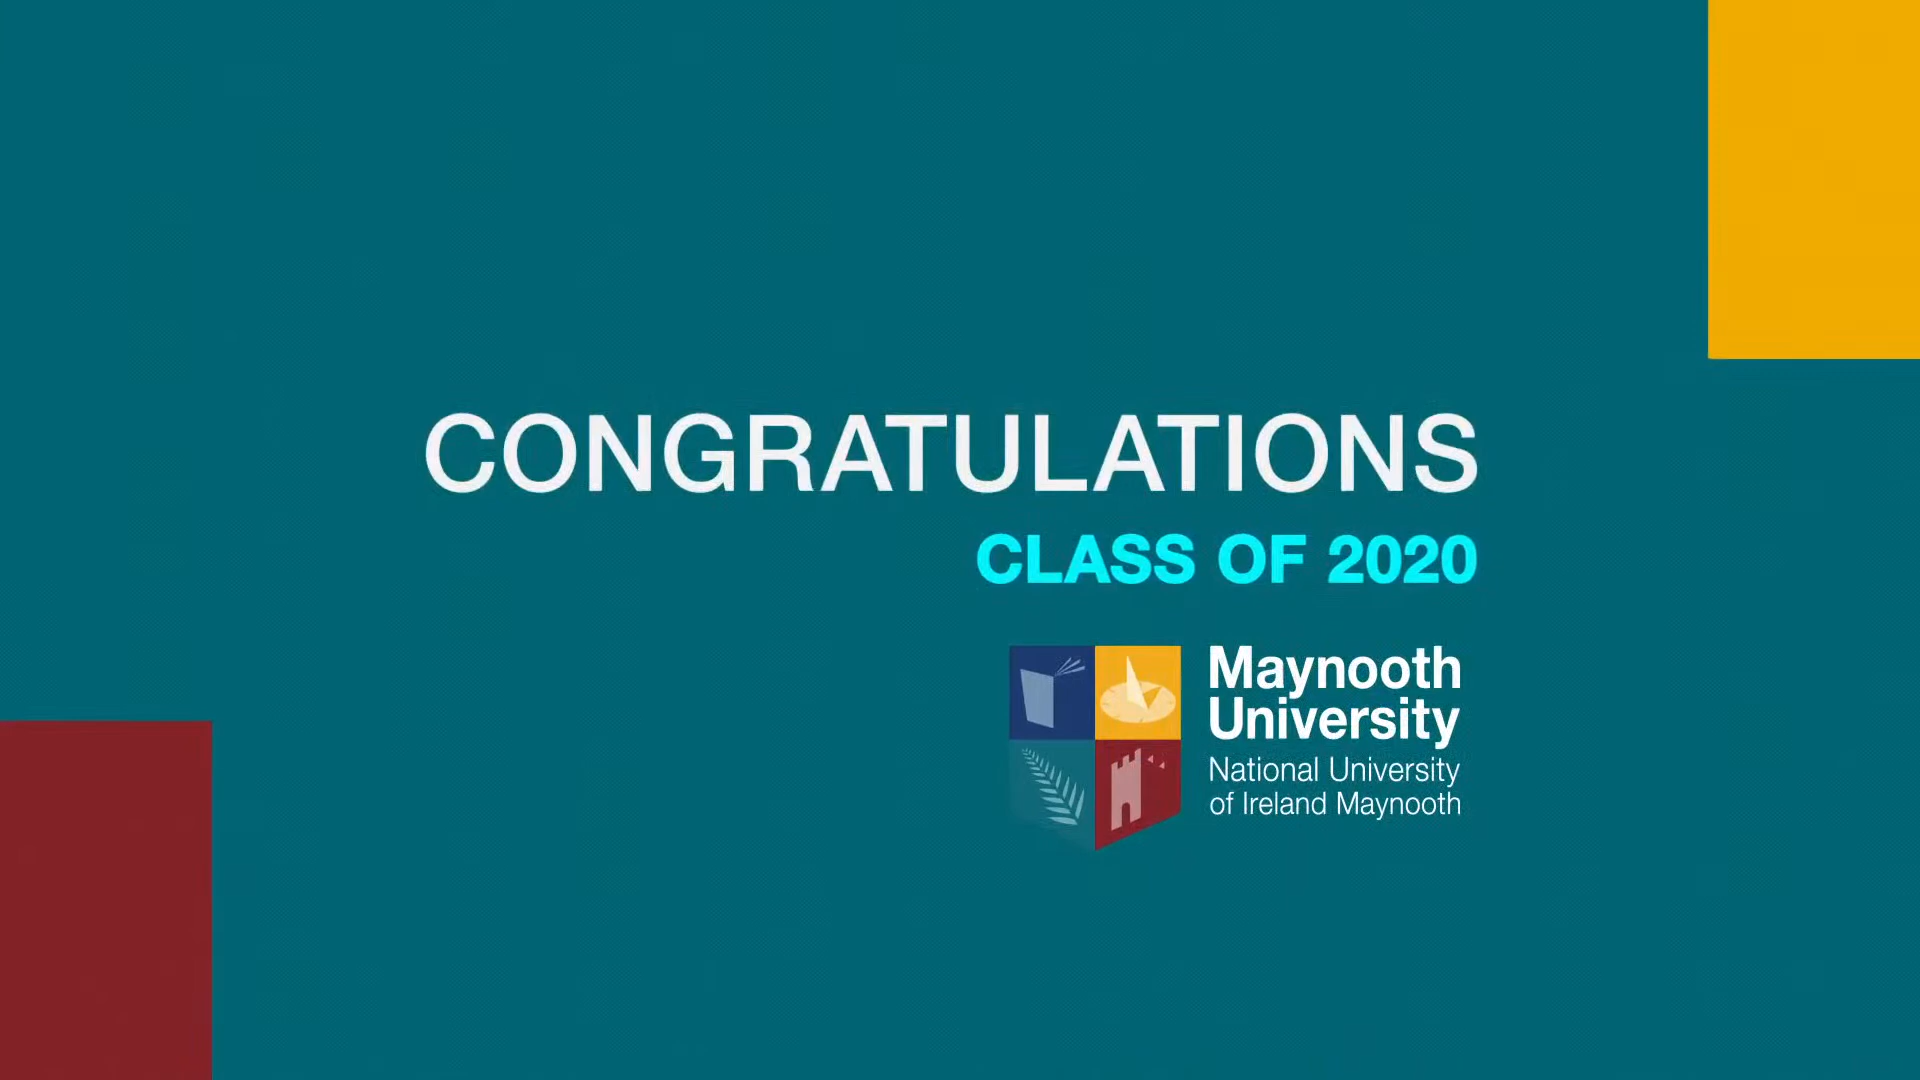 CONGRATULATIONS
CLASS OF 2020
Maynooth
University
National University
of Ireland Maynooth